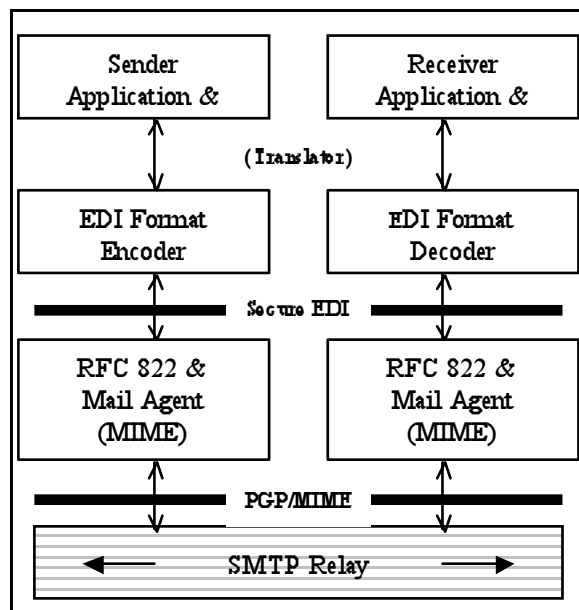 Sender
Application &
Receiver
Application &
(Translator)
EDI Format
Encoder
EDI Format
Decoder
Secure EDI
RFC 822 &
Mail Agent
(MIME)
RFC 822 &
Mail Agent
(MIME)
PGP/MIME
SMTP Relay